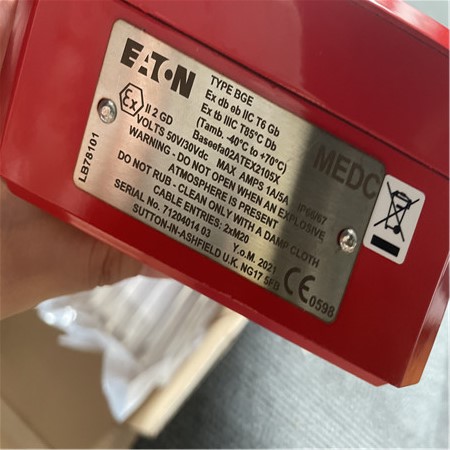 EATON
TYPE BGE
Ex db eb IIC T6 Gb
Ex tb IIIC T85°C Db
(Tamb. -40°C to +70°C)
Ex II 2 GD
Baseefa02ATEX2105X
VOLTS 50V/30Vdc MAX AMPS 1A/5A IP66/67
WARNING - DO NOT OPEN WHEN AN EXPLOSIVE
ATMOSPHERE IS PRESENT
DO NOT RUB - CLEAN ONLY WITH A DAMP CLOTH
CABLE ENTRIES: 2xM20
SERIAL No. 71204014 03 Y.o.M. 2021
SUTTON-IN-ASHFIELD U.K. NG17 5FB
CE 0598
MEDC
LB78101